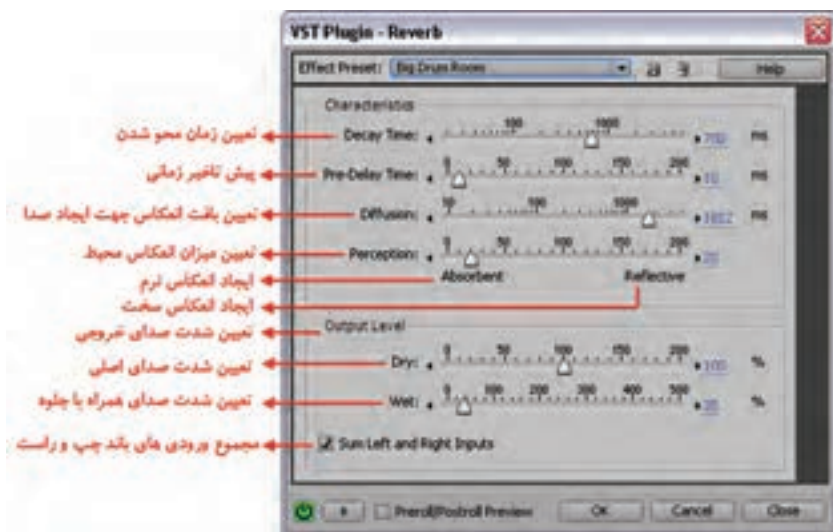 VST Plugin - Reverb
Effect Preset: Big Drum Room Help
Characteristics
تعیین زمان محو شدن
Decay Time: 100 1000 700 ms
پیش تاخیر زمانی
Pre-Delay Time: 0 50 100 150 200 10 ms
تعیین بافت انعکاس جهت ایجاد صدا
Diffusion: 10 100 1000 ms
تعیین میزان انعکاس محیط
Perception: 0 50 100 150 200 20
ایجاد انعکاس نرم
Absorbent Reflective
ایجاد انعکاس سخت
تعیین شدت صدای خروجی
Output Level
تعیین شدت صدای اصلی
Dry: 0 50 100 150 200 100 %
تعیین شدت صدای همراه با جلوه
Wet: 0 100 200 300 400 500 %
مجموع ورودی های باند چپ و راست
Sum Left and Right Inputs
Preroll/Postroll Preview OK Cancel Close